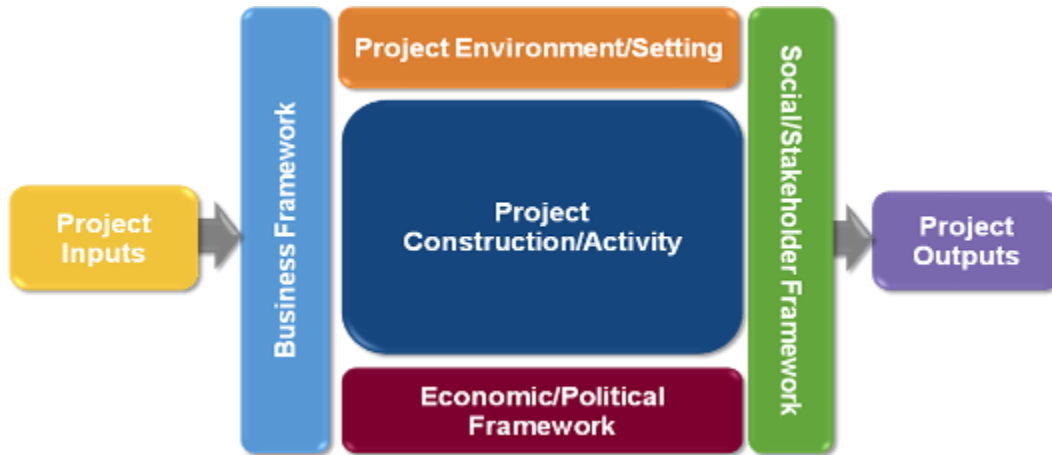 Project Environment/Setting
Business Framework
Social/Stakeholder Framework
Project
Inputs
Project
Construction/Activity
Project
Outputs
Economic/Political
Framework